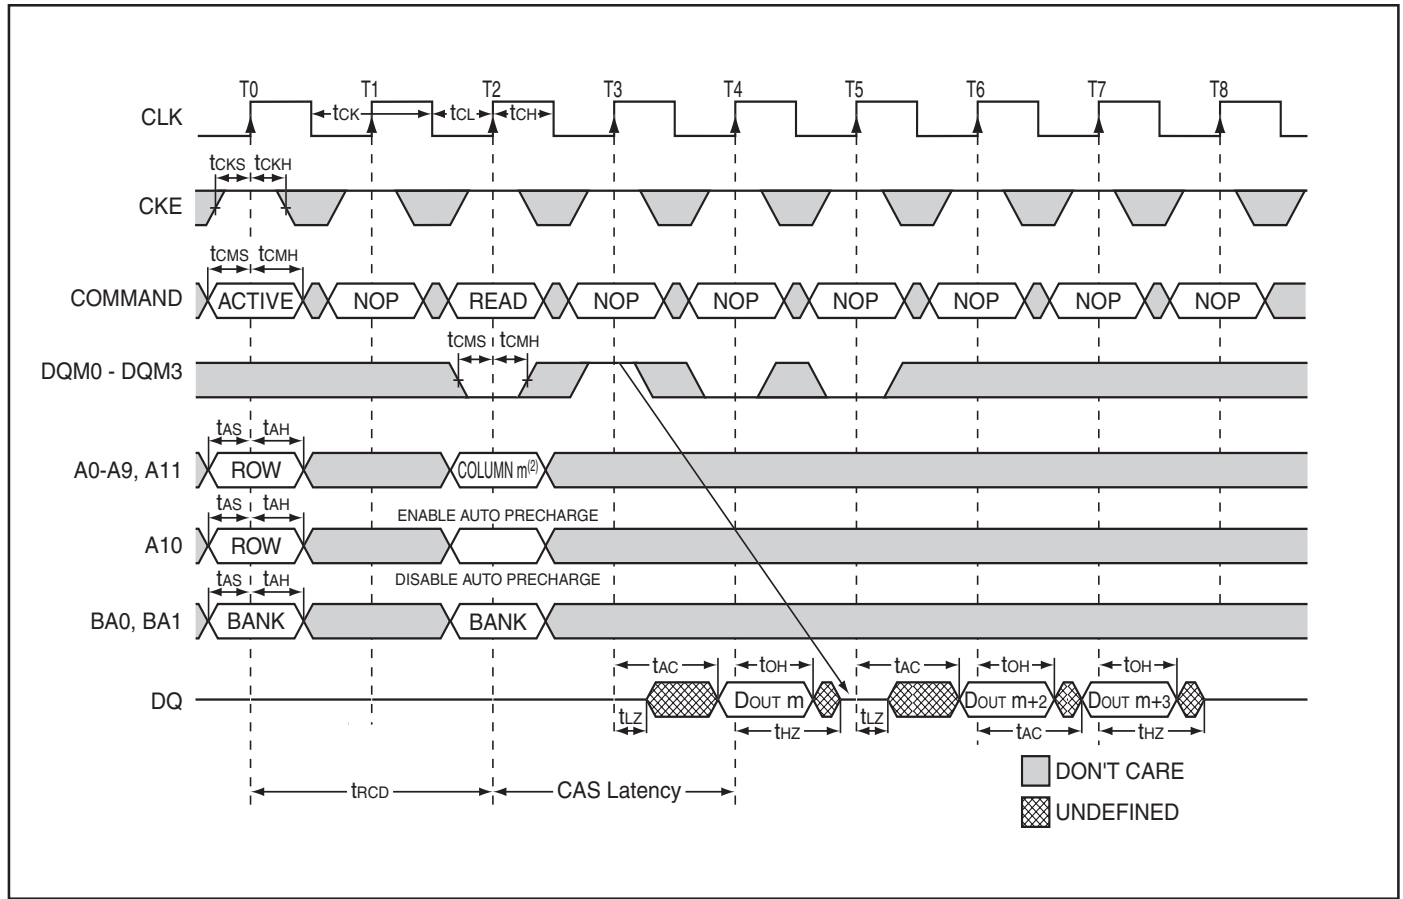 T0 T1 T2 T3 T4 T5 T6 T7 T8
CLK
tCK tCL tCH
tCKS tCKH
CKE
tCMS tCMH
COMMAND ACTIVE NOP READ NOP NOP NOP NOP NOP NOP
tCMS tCMH
DQM0 - DQM3
tAS tAH
A0-A9, A11 ROW COLUMN m(2)
tAS tAH ENABLE AUTO PRECHARGE
A10 ROW
tAS tAH DISABLE AUTO PRECHARGE
BA0, BA1 BANK BANK
tAC tOH tAC tOH tOH
DQ DOUT m DOUT m+2 DOUT m+3
tLZ tHZ tLZ tAC tHZ
DON'T CARE
tRCD CAS Latency
UNDEFINED